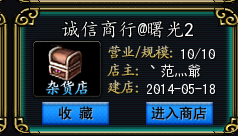 诚信商行@曙光2
营业/规模: 10/10
店主: 丶范灬爺
建店: 2014-05-18
杂货店
收 藏
进入商店